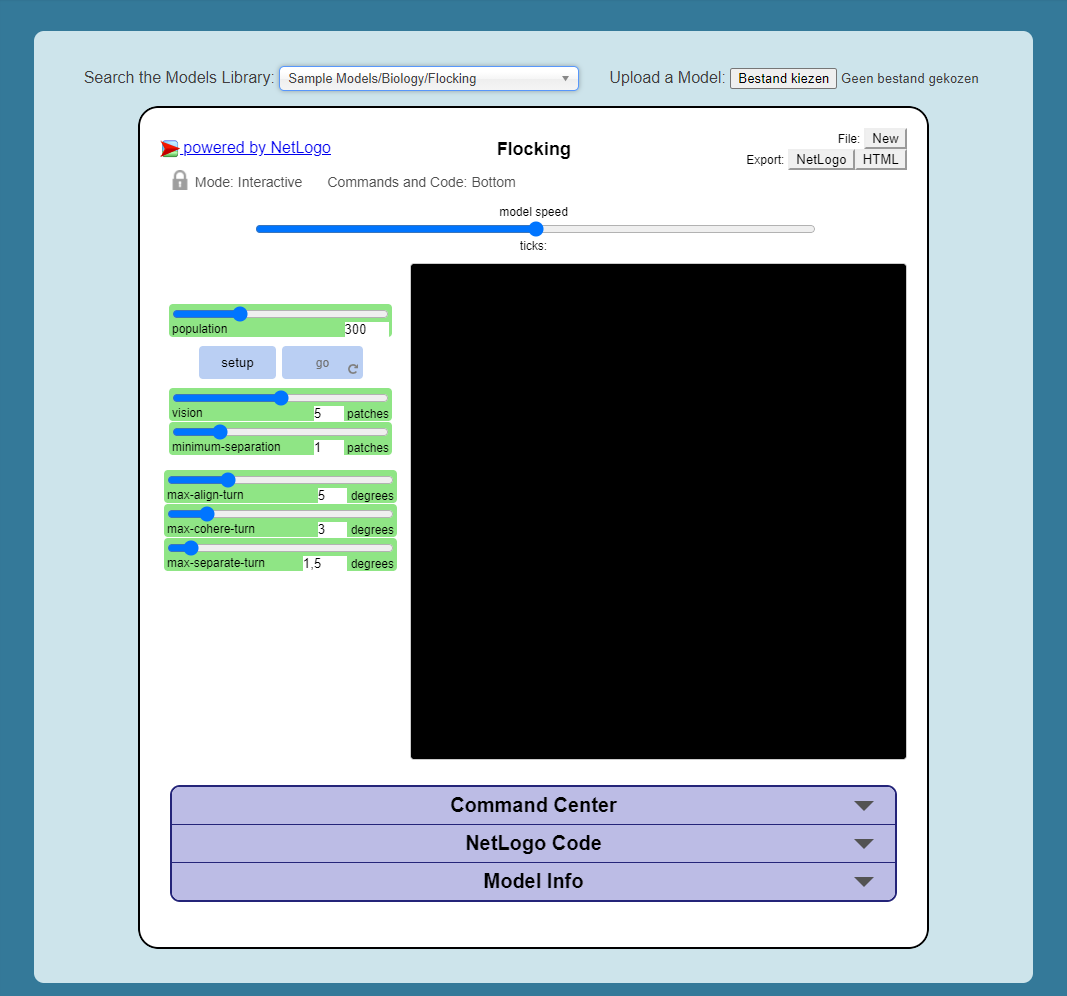 Search the Models Library: Sample Models/Biology/Flocking Upload a Model: Bestand kiezen Geen bestand gekozen
powered by NetLogo
Flocking
File: New
Export: NetLogo HTML
Mode: Interactive Commands and Code: Bottom
model speed
ticks:
population 300
setup go
vision 5 patches
minimum-separation 1 patches
max-align-turn 5 degrees
max-cohere-turn 3 degrees
max-separate-turn 1,5 degrees
Command Center
NetLogo Code
Model Info